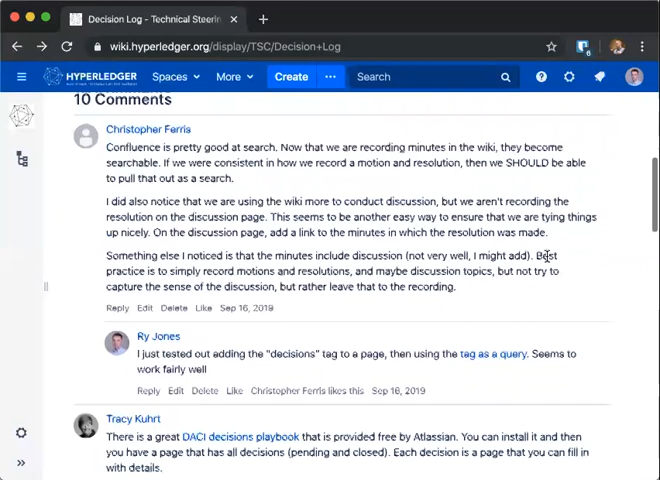 Decision Log - Technical Steerin
wiki.hyperledger.org/display/TSC/Decision+Log
6
HYPERLEDGER
Spaces
More
Create
Search
10 Comments
Christopher Ferris
Confluence is pretty good at search. Now that we are recording minutes in the wiki, they become
searchable. If we were consistent in how we record a motion and resolution, then we SHOULD be able
to pull that out as a search.
I did also notice that we are using the wiki more to conduct discussion, but we aren't recording the
resolution on the discussion page. This seems to be another easy way to ensure that we are tying things
up nicely. On the discussion page, add a link to the minutes in which the resolution was made.
Something else I noticed is that the minutes include discussion (not very well, I might add). Best
practice is to simply record motions and resolutions, and maybe discussion topics, but not try to
capture the sense of the discussion, but rather leave that to the recording.
Reply Edit Delete Like Sep 16, 2019
Ry Jones
I just tested out adding the "decisions" tag to a page, then using the tag as a query. Seems to
work fairly well
Reply Edit Delete Like Christopher Ferris likes this Sep 16, 2019
Tracy Kuhrt
There is a great DACI decisions playbook that is provided free by Atlassian. You can install it and then
you have a page that has all decisions (pending and closed). Each decision is a page that you can fill in
with details.